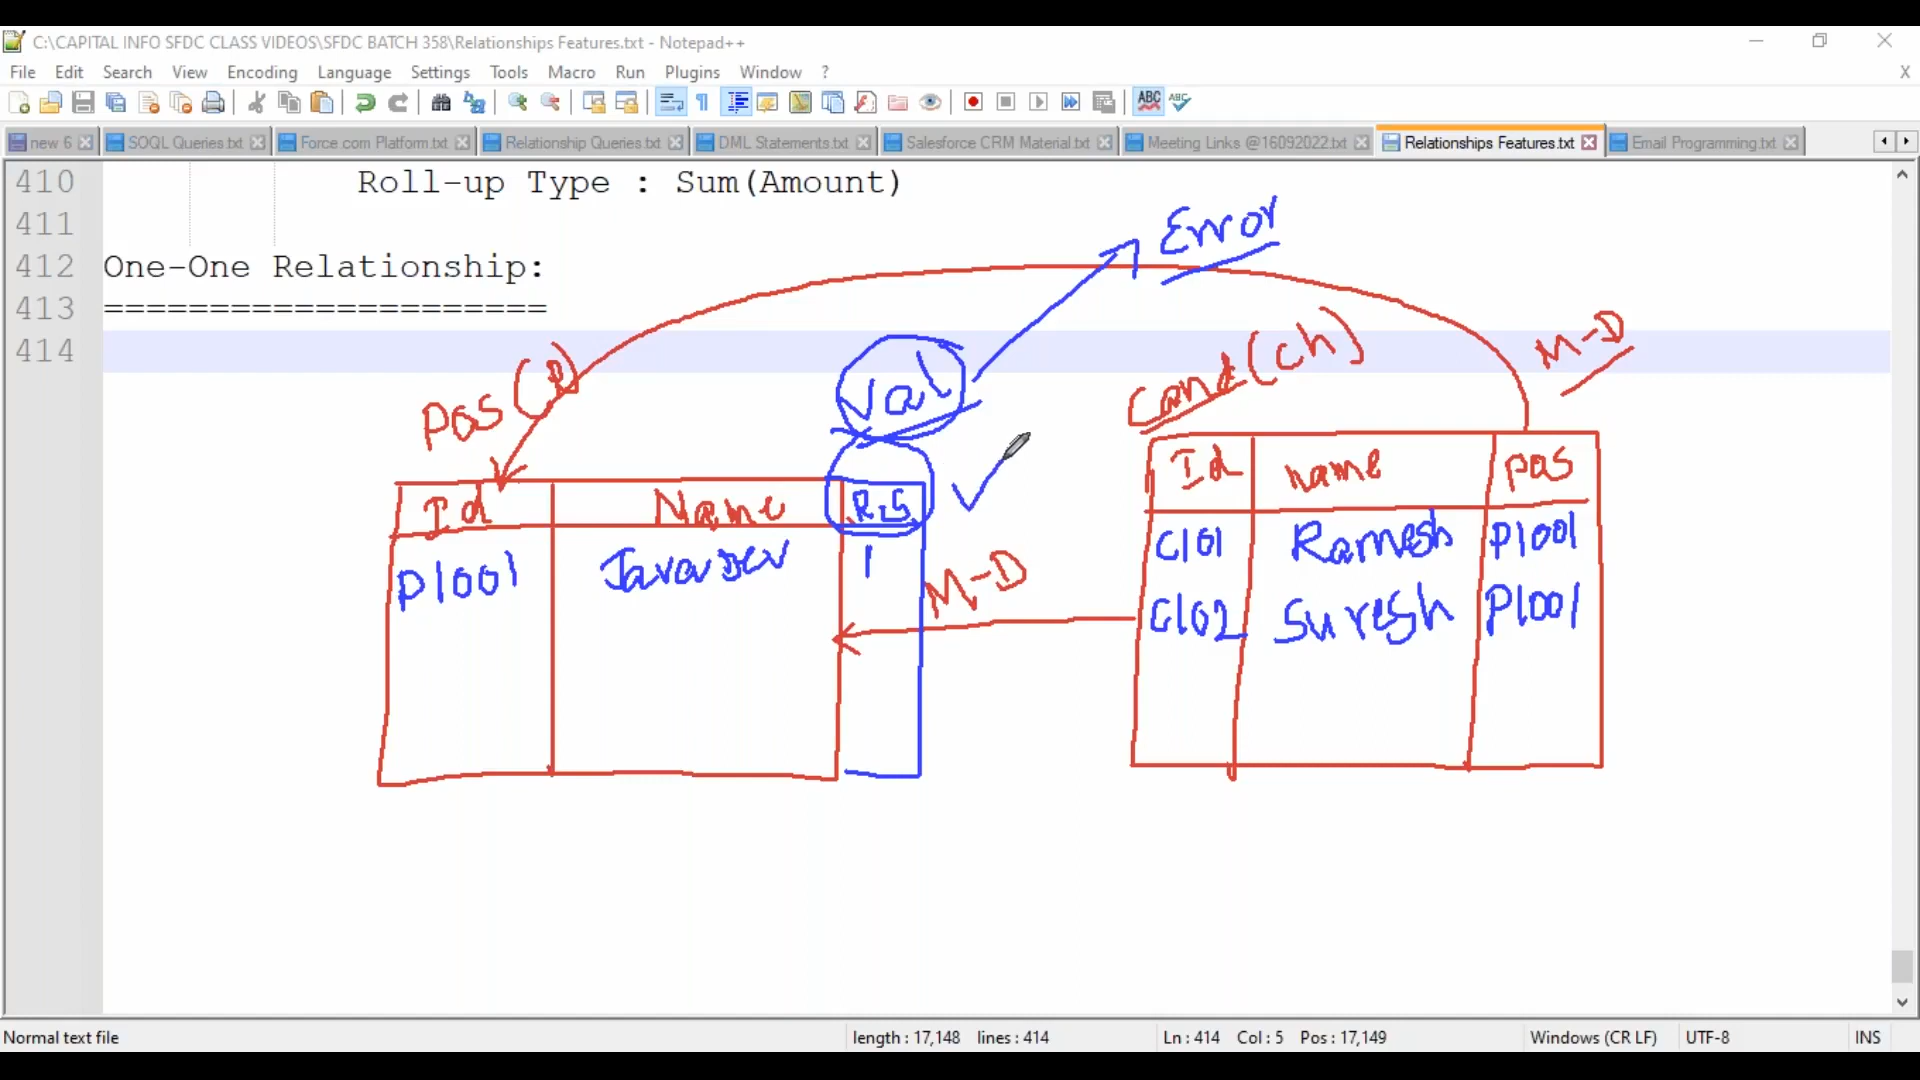 C:\CAPITAL INFO SFDC CLASS VIDEOS\SFDC BATCH 358\Relationships Features.txt - Notepad++
File Edit Search View Encoding Language Settings Tools Macro Run Plugins Window ?
X
new 6 SOQL Queries.txt Force com Platform.txt Relationship Queries.txt DML Statements.txt Salesforce CRM Material.txt Meeting Links @16092022.txt Relationships Features.txt Email Programming.txt
410 Roll-up Type : Sum(Amount)
411
Error
412 One-One Relationship:
413 =====================
414
M-D
Cand(ch)
Val
Pos(P)
Id name pos
Id Name R.S
C101 Ramesh P1001
P1001 JavaDev 1
M-D
C102 Suresh P1001
Normal text file length : 17,148 lines : 414 Ln : 414 Col : 5 Pos : 17,149 Windows (CR LF) UTF-8 INS